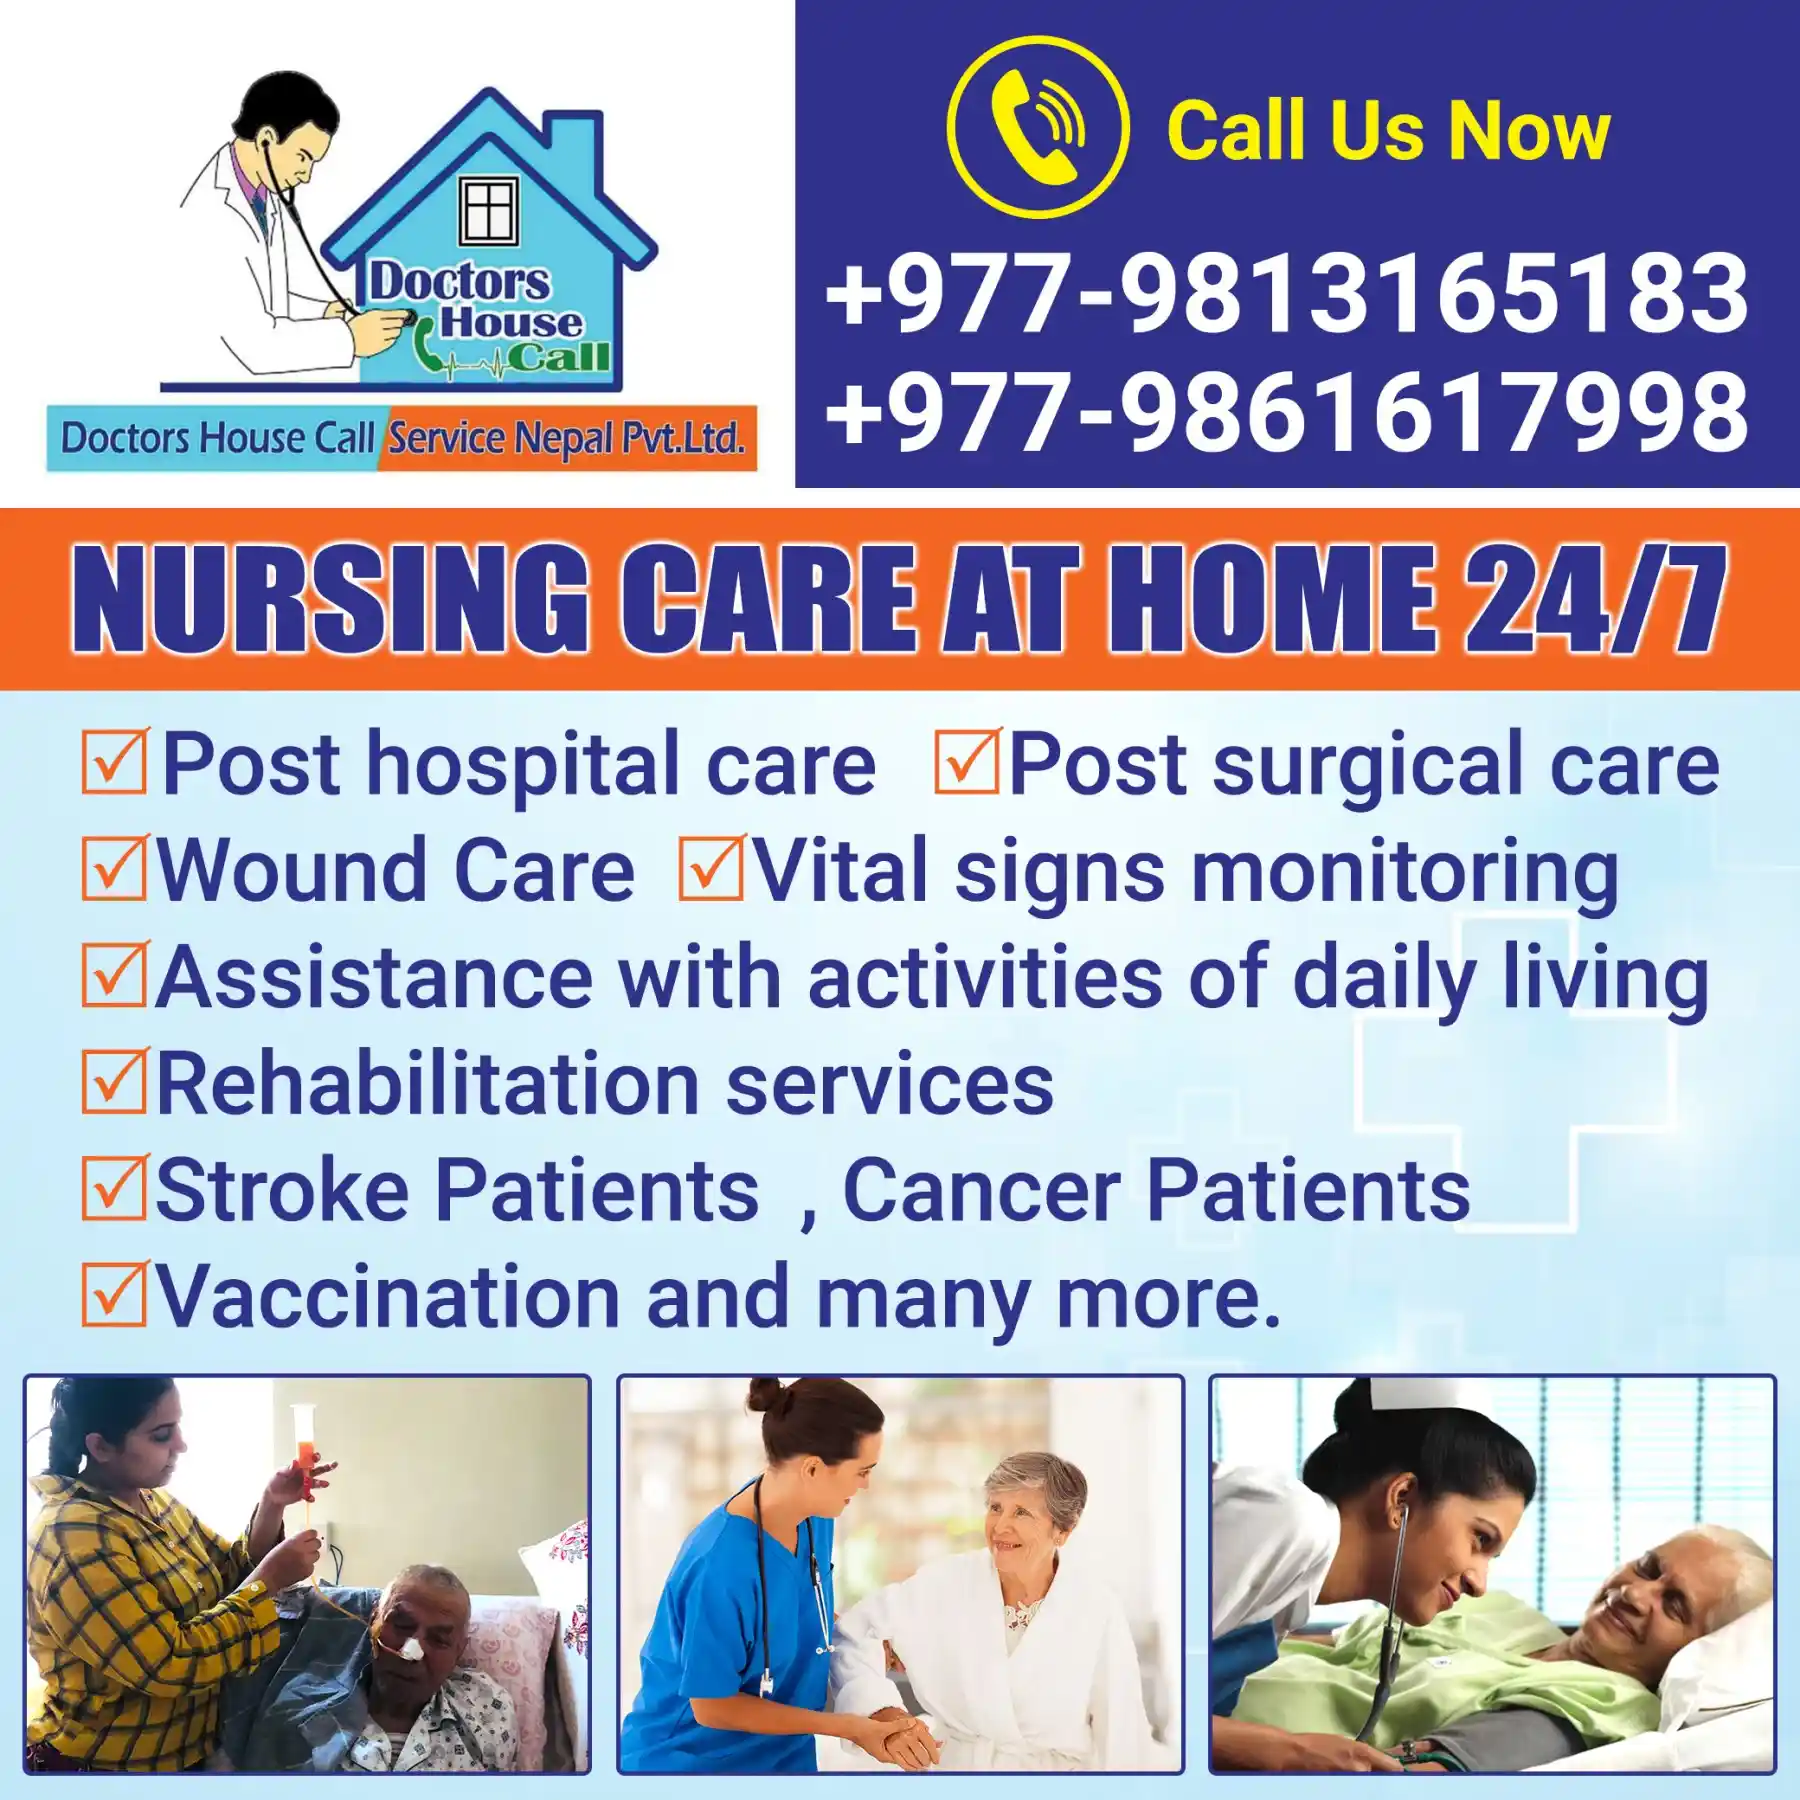 Doctors
House
Call
Doctors House Call Service Nepal Pvt.Ltd.
Call Us Now
+977-9813165183
+977-9861617998
NURSING CARE AT HOME 24/7
Post hospital care Post surgical care
Wound Care Vital signs monitoring
Assistance with activities of daily living
Rehabilitation services
Stroke Patients , Cancer Patients
Vaccination and many more.